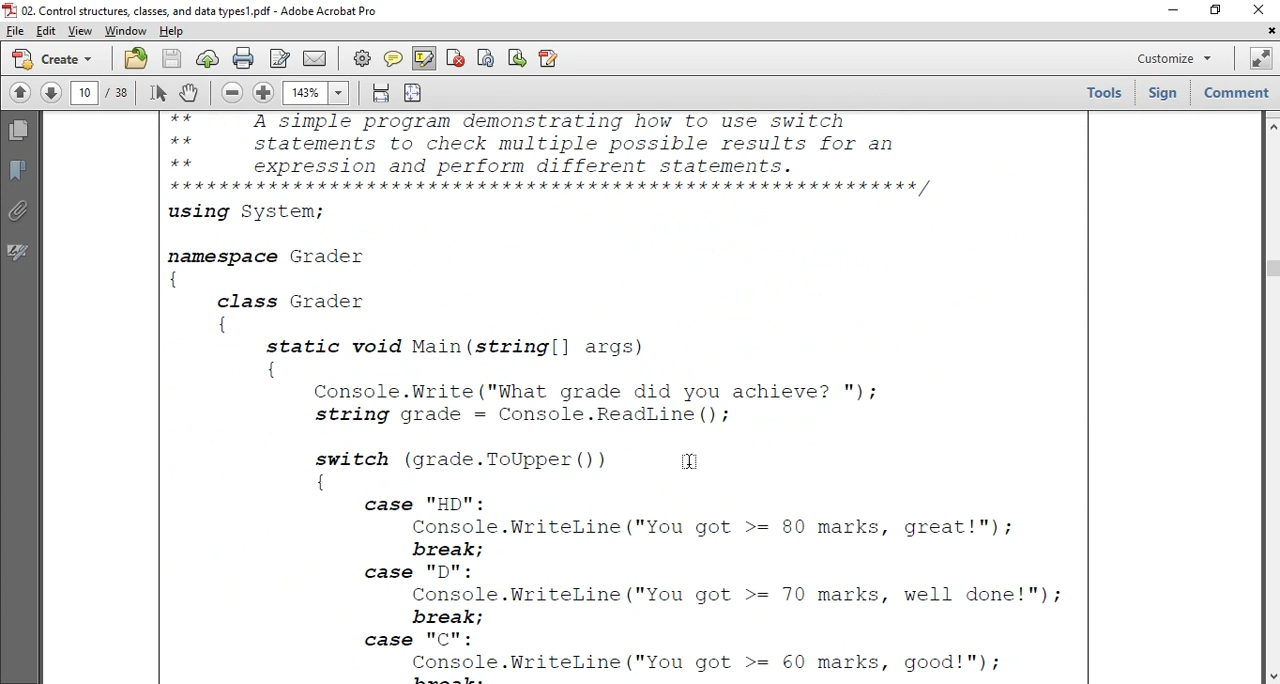 02. Control structures, classes, and data types1.pdf - Adobe Acrobat Pro
File Edit View Window Help
Create Customize
10 / 38 143% Tools Sign Comment
** A simple program demonstrating how to use switch
** statements to check multiple possible results for an
** expression and perform different statements.
*************************************************************/
using System;
namespace Grader
{
class Grader
{
static void Main(string[] args)
{
Console.Write("What grade did you achieve? ");
string grade = Console.ReadLine();
switch (grade.ToUpper())
{
case "HD":
Console.WriteLine("You got >= 80 marks, great!");
break;
case "D":
Console.WriteLine("You got >= 70 marks, well done!");
break;
case "C":
Console.WriteLine("You got >= 60 marks, good!");
break;